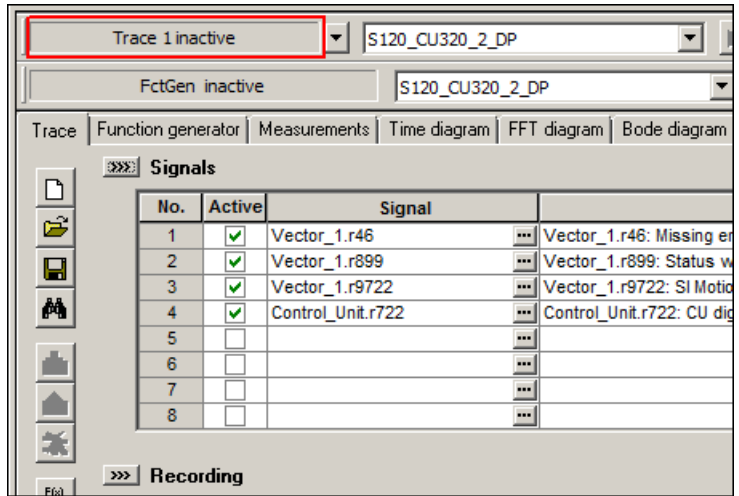 Trace 1 inactive S120_CU320_2_DP
FctGen inactive S120_CU320_2_DP
Trace Function generator Measurements Time diagram FFT diagram Bode diagram
Signals
No. Active Signal
1 Vector_1.r46 ... Vector_1.r46: Missing er
2 Vector_1.r899 ... Vector_1.r899: Status w
3 Vector_1.r9722 ... Vector_1.r9722: SI Motio
4 Control_Unit.r722 ... Control_Unit.r722: CU dig
5 ...
6 ...
7 ...
8 ...
Recording
F(x)